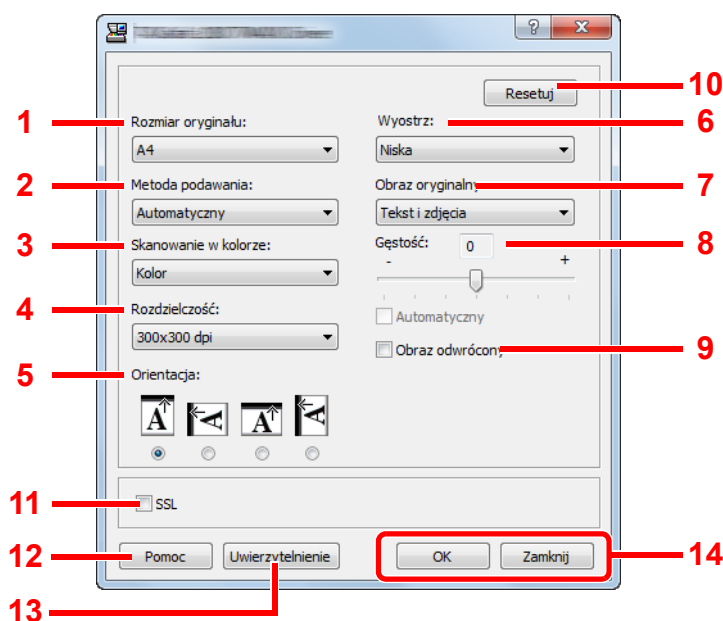 10
Resetuj
1
Rozmiar oryginału:
Wyostrz:
6
A4
Niska
2
Metoda podawania:
Obraz oryginalny
7
Automatyczny
Tekst i zdjęcia
3
Skanowanie w kolorze:
Gęstość:
0
8
- +
Kolor
4
Rozdzielczość:
Automatyczny
300x300 dpi
Obraz odwrócony
9
5
Orientacja:
A A A A
11
SSL
12
Pomoc
Uwierzytelnienie
OK
Zamknij
14
13